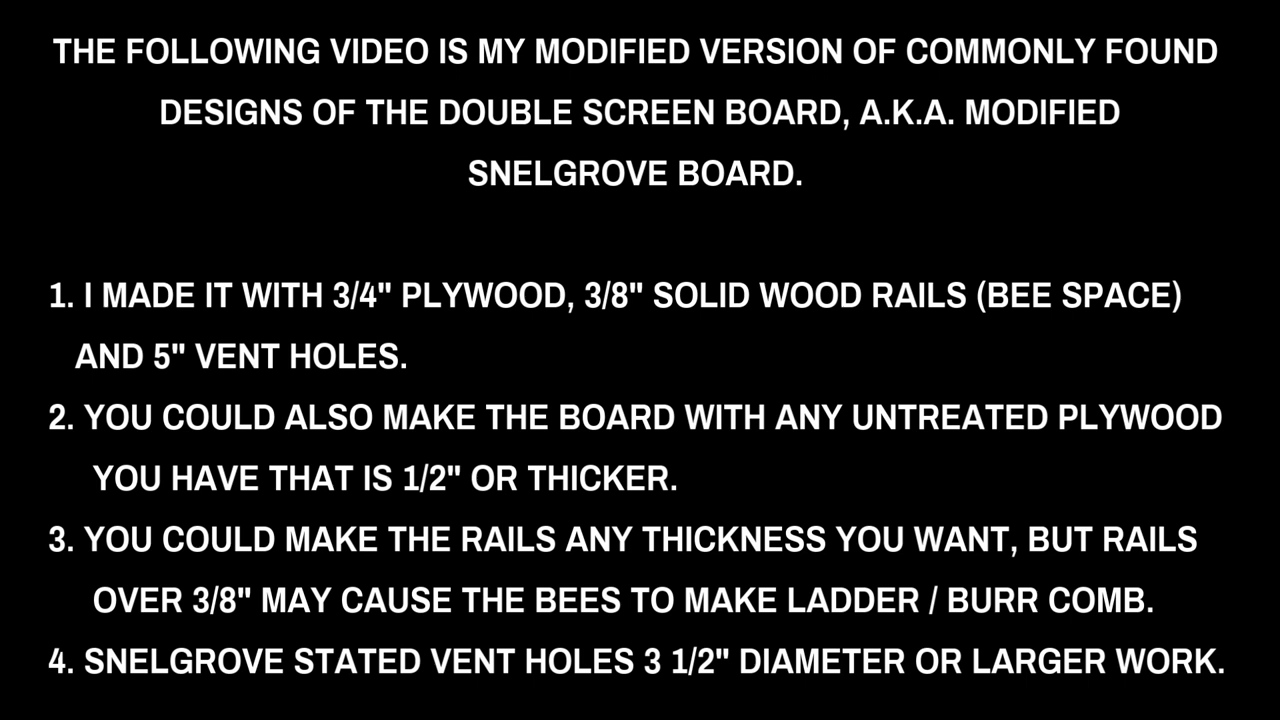 THE FOLLOWING VIDEO IS MY MODIFIED VERSION OF COMMONLY FOUND
DESIGNS OF THE DOUBLE SCREEN BOARD, A.K.A. MODIFIED
SNELGROVE BOARD.
1. I MADE IT WITH 3/4" PLYWOOD, 3/8" SOLID WOOD RAILS (BEE SPACE)
AND 5" VENT HOLES.
2. YOU COULD ALSO MAKE THE BOARD WITH ANY UNTREATED PLYWOOD
YOU HAVE THAT IS 1/2" OR THICKER.
3. YOU COULD MAKE THE RAILS ANY THICKNESS YOU WANT, BUT RAILS
OVER 3/8" MAY CAUSE THE BEES TO MAKE LADDER / BURR COMB.
4. SNELGROVE STATED VENT HOLES 3 1/2" DIAMETER OR LARGER WORK.